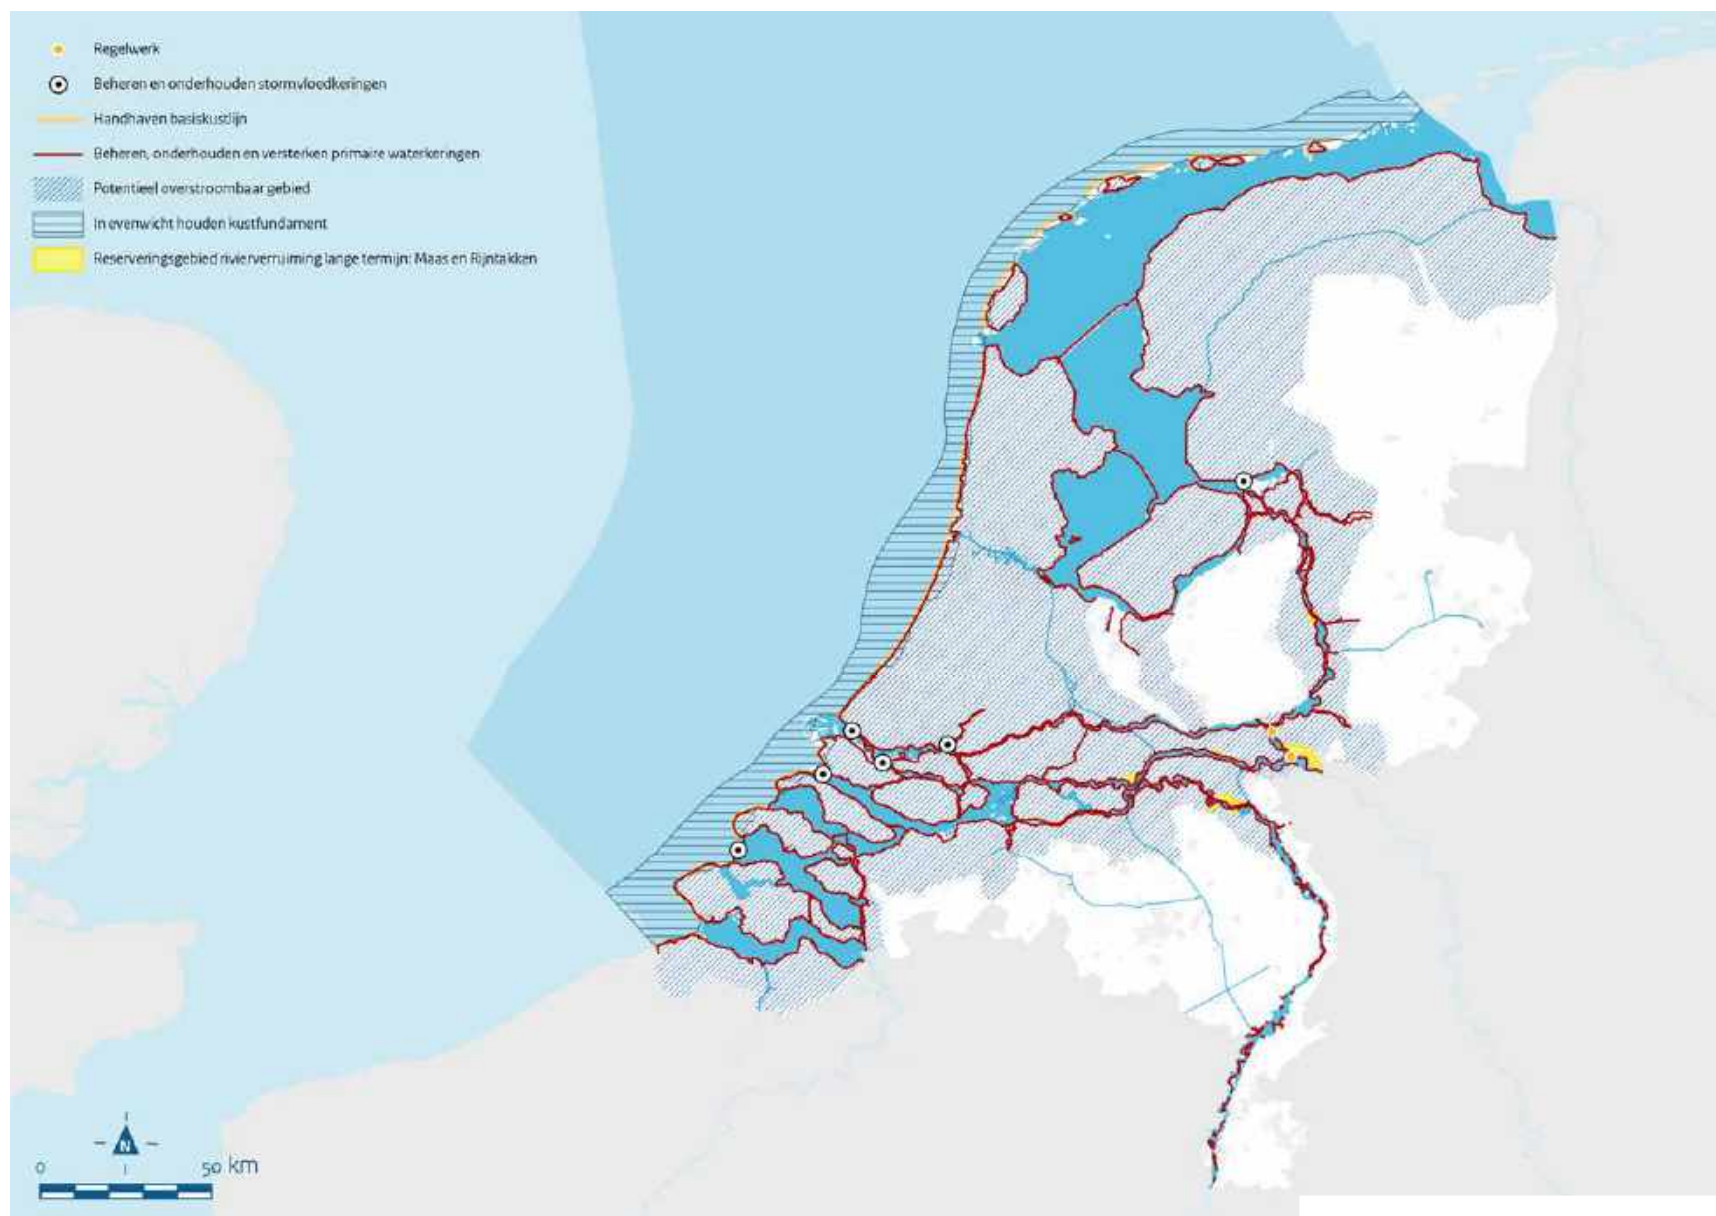 Regelwerk
Beheren en onderhouden stormvloedkeringen
Handhaven basiskustlijn
Beheren, onderhouden en versterken primaire waterkeringen
Potentieel overstroombaar gebied
In evenwicht houden kustfundament
Reserveringsgebied rivierverruiming lange termijn: Maas en Rijntakken
N
0 50 km